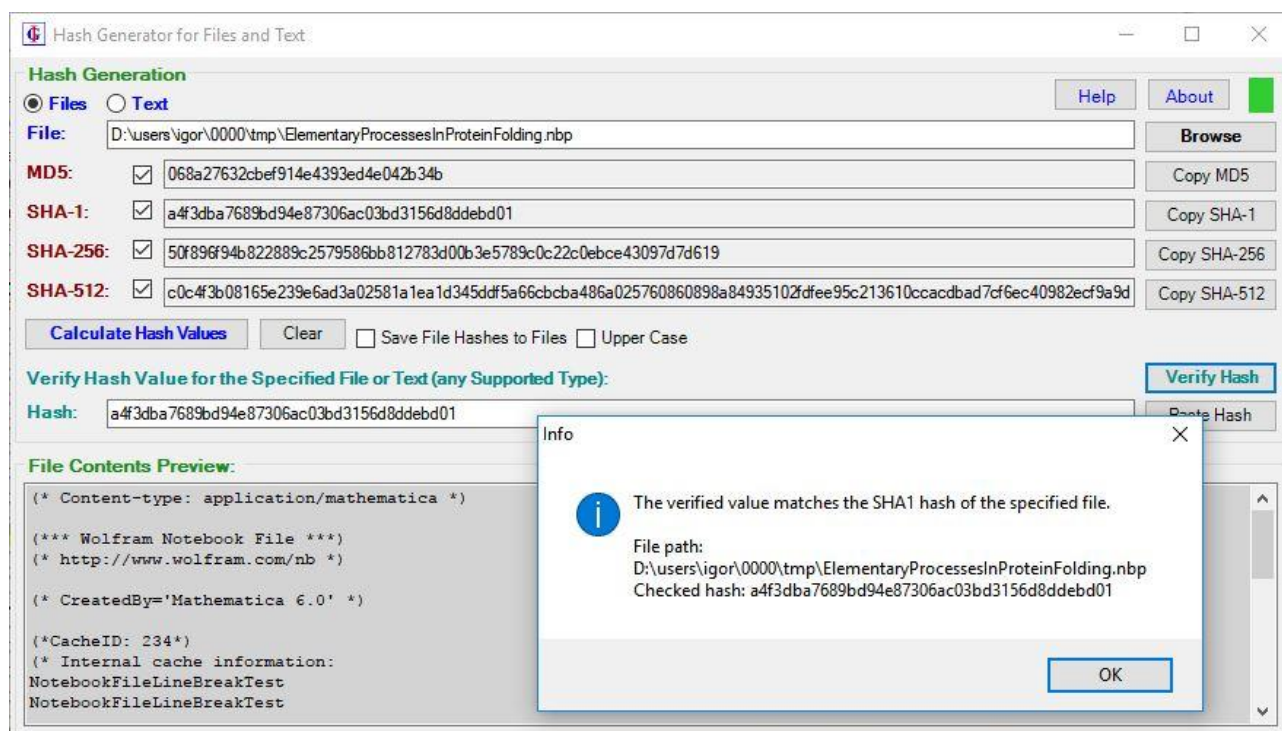 Hash Generator for Files and Text
Hash Generation
Files Text Help About
File: D:\users\igor\0000\tmp\ElementaryProcessesInProteinFolding.nbp Browse
MD5: 068a27632cbef914e4393ed4e042b34b Copy MD5
SHA-1: a4f3dba7689bd94e87306ac03bd3156d8ddebd01 Copy SHA-1
SHA-256: 50f896f94b822889c2579586bb812783d00b3e5789c0c22c0ebce43097d7d619 Copy SHA-256
SHA-512: c0c4f3b08165e239e6ad3a02581a1ea1d345ddf5a66cbcba486a025760860898a84935102fdfee95c213610ccacdbad7cf6ec40982ecf9a9d Copy SHA-512
Calculate Hash Values Clear Save File Hashes to Files Upper Case
Verify Hash Value for the Specified File or Text (any Supported Type): Verify Hash
Hash: a4f3dba7689bd94e87306ac03bd3156d8ddebd01 Paste Hash
File Contents Preview:
(* Content-type: application/mathematica *)
(*** Wolfram Notebook File ***)
(* http://www.wolfram.com/nb *)
(* CreatedBy='Mathematica 6.0' *)
(*CacheID: 234*)
(* Internal cache information:
NotebookFileLineBreakTest
NotebookFileLineBreakTest
Info
The verified value matches the SHA1 hash of the specified file.
File path:
D:\users\igor\0000\tmp\ElementaryProcessesInProteinFolding.nbp
Checked hash: a4f3dba7689bd94e87306ac03bd3156d8ddebd01
OK